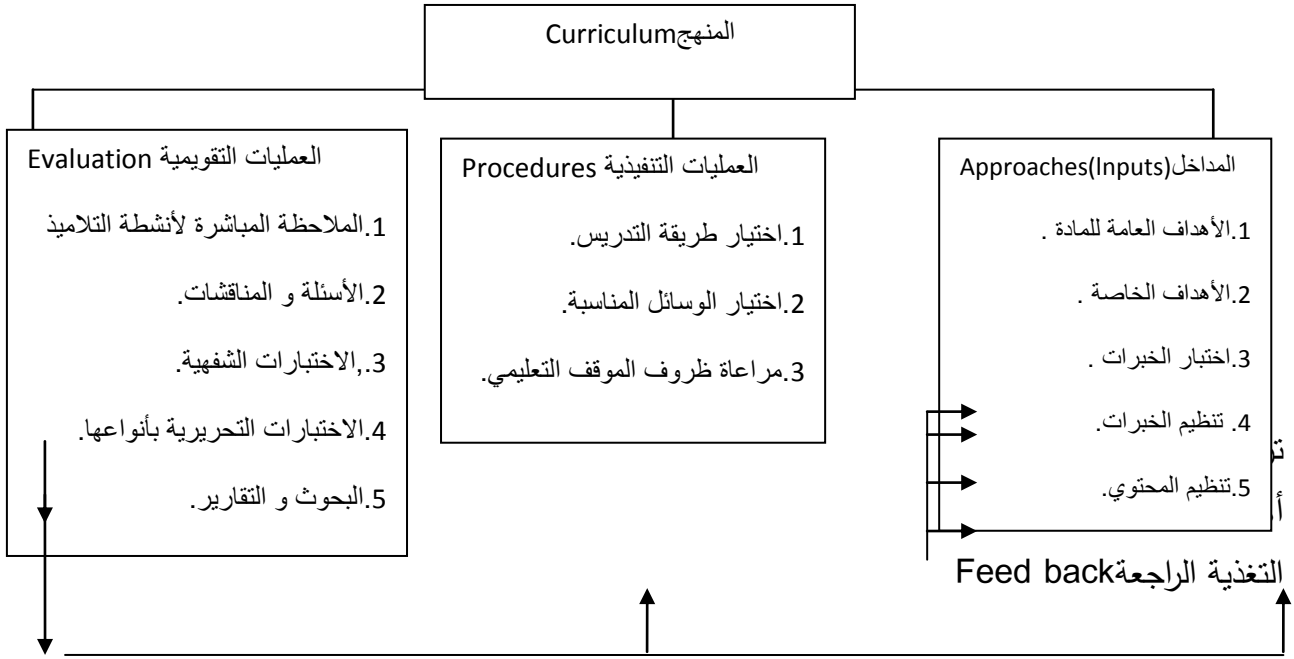 المنهجCurriculum
المداخل(Inputs)Approaches
1.الأهداف العامة للمادة .
2.الأهداف الخاصة .
3.اختبار الخبرات .
4. تنظيم الخبرات.
5.تنظيم المحتوي.
العمليات التنفيذية Procedures
1.اختيار طريقة التدريس.
2.اختيار الوسائل المناسبة.
3.مراعاة ظروف الموقف التعليمي.
العمليات التقويمية Evaluation
1.الملاحظة المباشرة لأنشطة التلاميذ
2.الأسئلة و المناقشات.
3.,الاختبارات الشفهية.
4.الاختبارات التحريرية بأنواعها.
5.البحوث و التقارير.
التغذية الراجعةFeed back